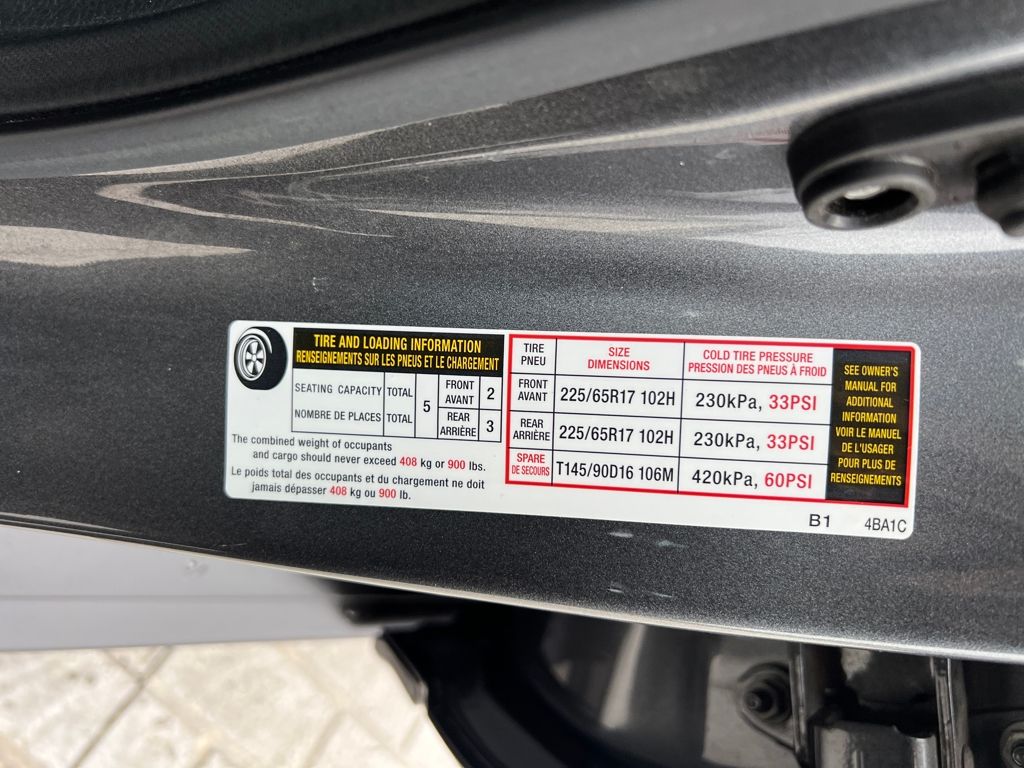 TIRE AND LOADING INFORMATION
RENSEIGNEMENTS SUR LES PNEUS ET LE CHARGEMENT
SEATING CAPACITY TOTAL
NOMBRE DE PLACES TOTAL
5
FRONT
AVANT
2
REAR
ARRIÈRE
3
The combined weight of occupants
and cargo should never exceed 408 kg or 900 lbs.
Le poids total des occupants et du chargement ne doit
jamais dépasser 408 kg ou 900 lb.
TIRE
PNEU
SIZE
DIMENSIONS
COLD TIRE PRESSURE
PRESSION DES PNEUS À FROID
FRONT
AVANT
225/65R17 102H
230kPa, 33PSI
REAR
ARRIÈRE
225/65R17 102H
230kPa, 33PSI
SPARE
DE SECOURS
T145/90D16 106M
420kPa, 60PSI
SEE OWNER'S
MANUAL FOR
ADDITIONAL
INFORMATION
VOIR LE MANUEL
DE L'USAGER
POUR PLUS DE
RENSEIGNEMENTS
B1 4BA1C